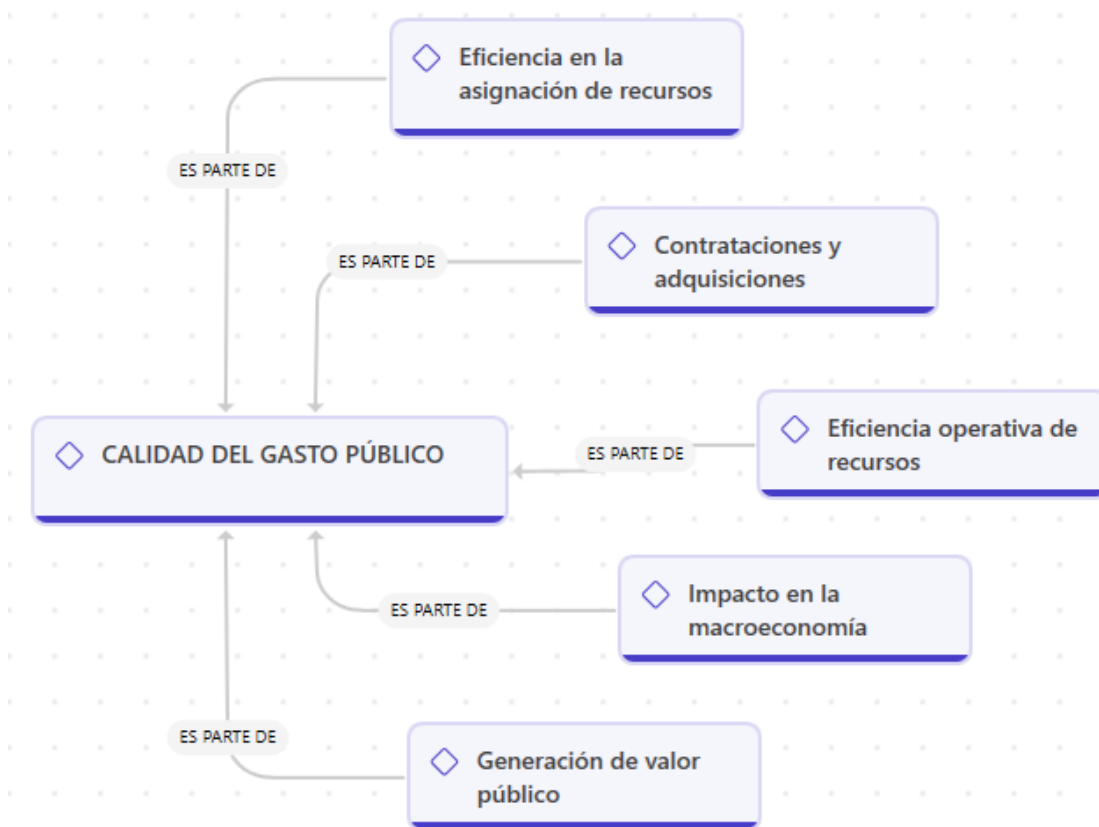 Eficiencia en la
asignación de recursos
ES PARTE DE
Contrataciones y
adquisiciones
ES PARTE DE
Eficiencia operativa de
recursos
ES PARTE DE
CALIDAD DEL GASTO PÚBLICO
Impacto en la
macroeconomía
ES PARTE DE
ES PARTE DE
Generación de valor
público